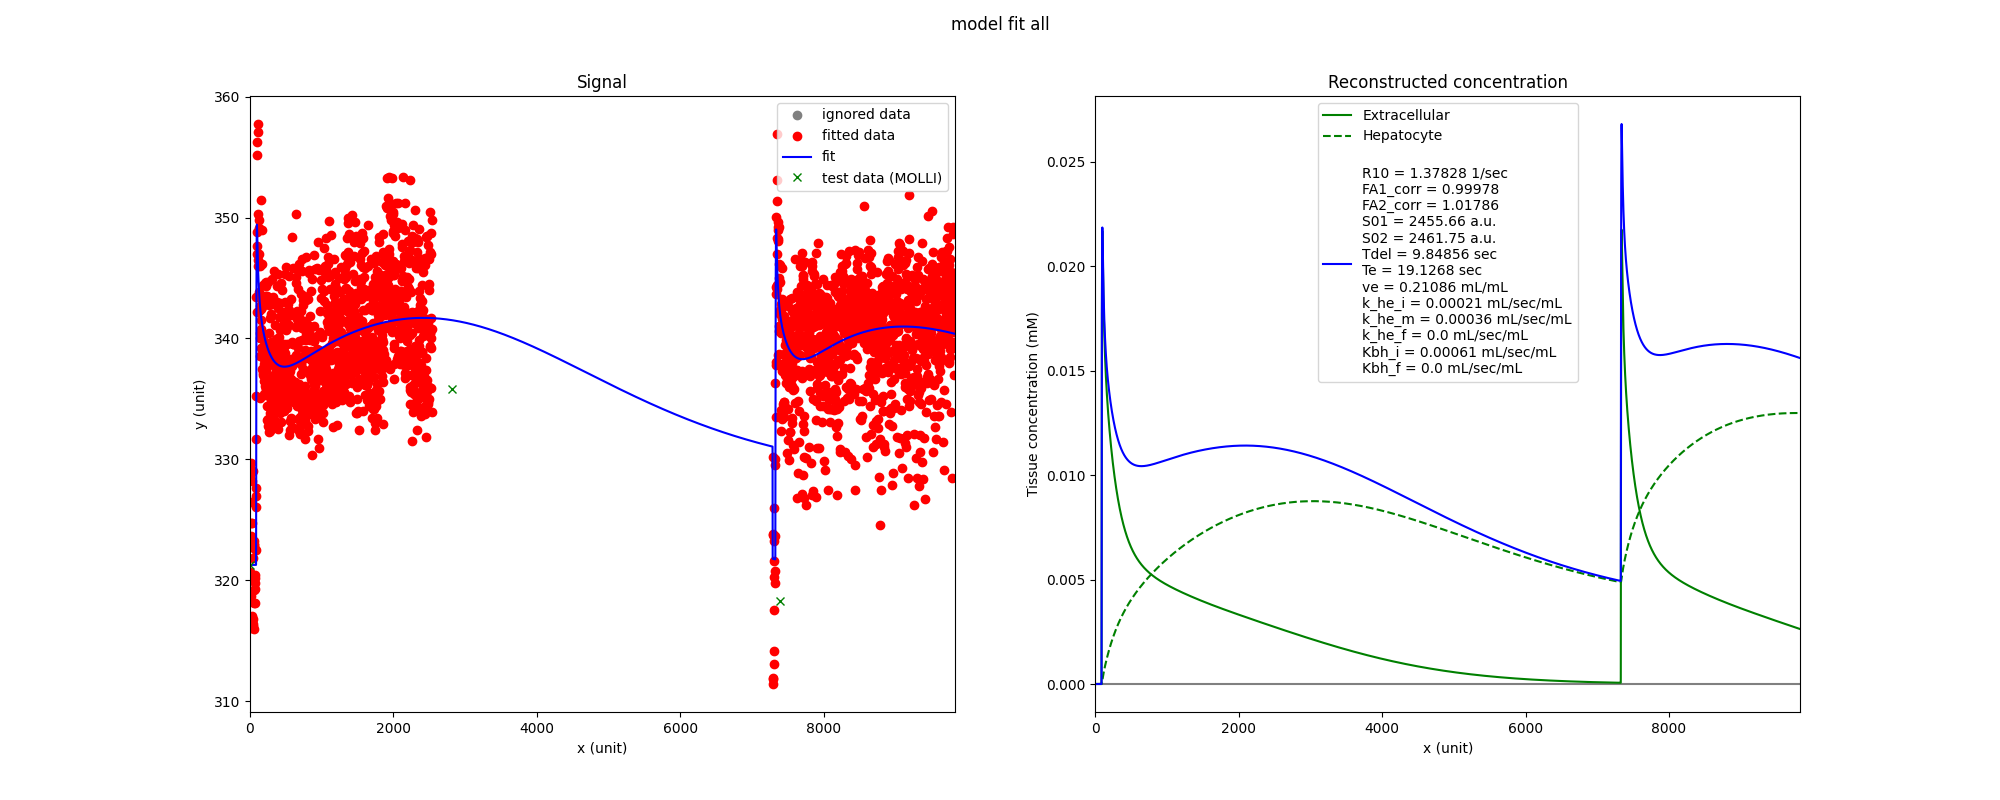 model fit all
Signal
y (unit)
360
350
340
330
320
310
0
2000
4000
6000
8000
x (unit)
ignored data
fitted data
fit
test data (MOLLI)
Reconstructed concentration
Tissue concentration (mM)
0.025
0.020
0.015
0.010
0.005
0.000
0
2000
4000
6000
8000
x (unit)
Extracellular
Hepatocyte
R10 = 1.37828 1/sec
FA1_corr = 0.99978
FA2_corr = 1.01786
S01 = 2455.66 a.u.
S02 = 2461.75 a.u.
Tdel = 9.84856 sec
Te = 19.1268 sec
ve = 0.21086 mL/mL
k_he_i = 0.00021 mL/sec/mL
k_he_m = 0.00036 mL/sec/mL
k_he_f = 0.0 mL/sec/mL
Kbh_i = 0.00061 mL/sec/mL
Kbh_f = 0.0 mL/sec/mL